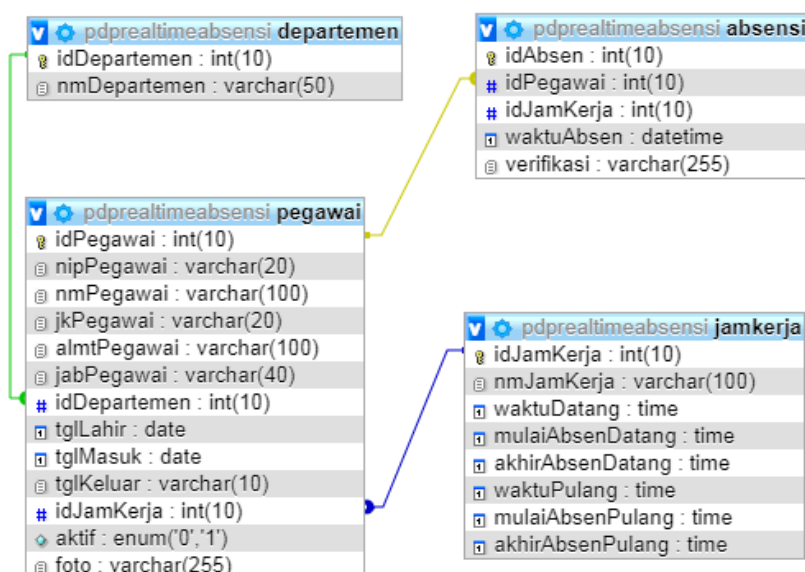 pdprealtimeabsensi departemen
idDepartemen : int(10)
nmDepartemen : varchar(50)
pdprealtimeabsensi absensi
idAbsen : int(10)
idPegawai : int(10)
idJamKerja : int(10)
waktuAbsen : datetime
verifikasi : varchar(255)
pdprealtimeabsensi pegawai
idPegawai : int(10)
nipPegawai : varchar(20)
nmPegawai : varchar(100)
jkPegawai : varchar(20)
almtPegawai : varchar(100)
jabPegawai : varchar(40)
idDepartemen : int(10)
tglLahir : date
tglMasuk : date
tglKeluar : varchar(10)
idJamKerja : int(10)
aktif : enum('0','1')
foto : varchar(255)
pdprealtimeabsensi jamkerja
idJamKerja : int(10)
nmJamKerja : varchar(100)
waktuDatang : time
mulaiAbsenDatang : time
akhirAbsenDatang : time
waktuPulang : time
mulaiAbsenPulang : time
akhirAbsenPulang : time